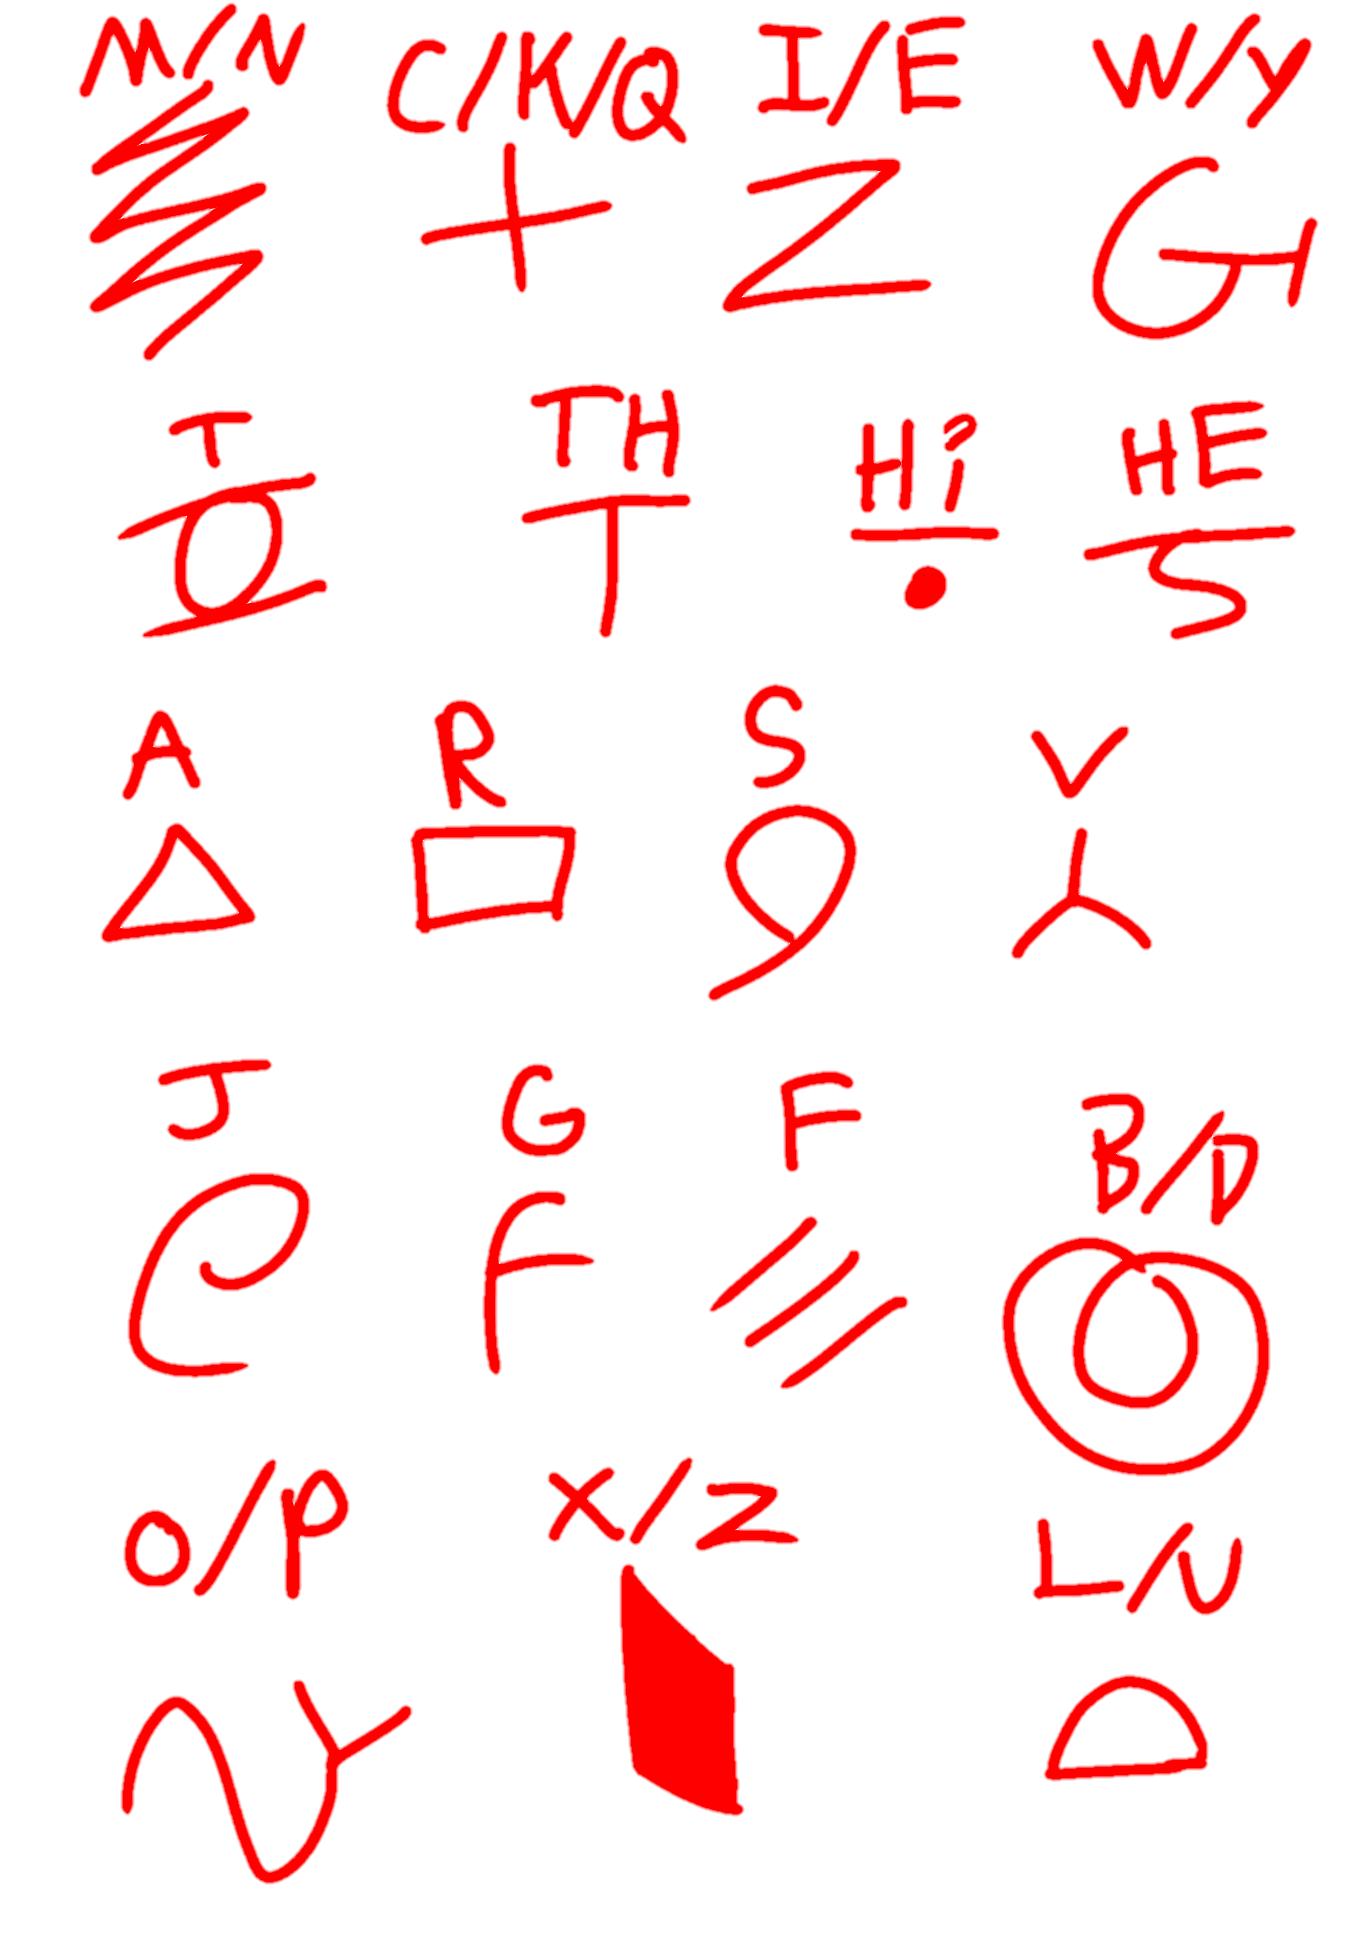 M/N C/K/Q I/E W/Y
T TH Hi HE
A R S V
J G F B/D
O/P X/Z L/U